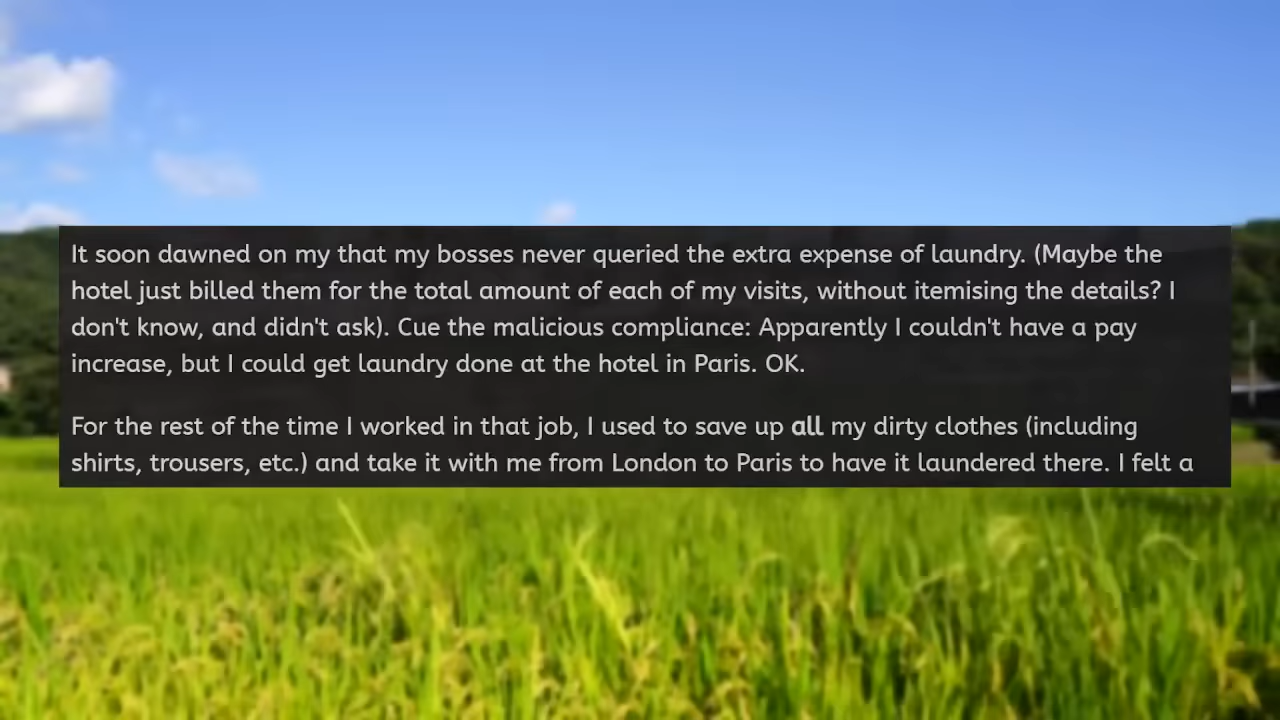 It soon dawned on my that my bosses never queried the extra expense of laundry. (Maybe the
hotel just billed them for the total amount of each of my visits, without itemising the details? I
don't know, and didn't ask). Cue the malicious compliance: Apparently I couldn't have a pay
increase, but I could get laundry done at the hotel in Paris. OK.
For the rest of the time I worked in that job, I used to save up all my dirty clothes (including
shirts, trousers, etc.) and take it with me from London to Paris to have it laundered there. I felt a